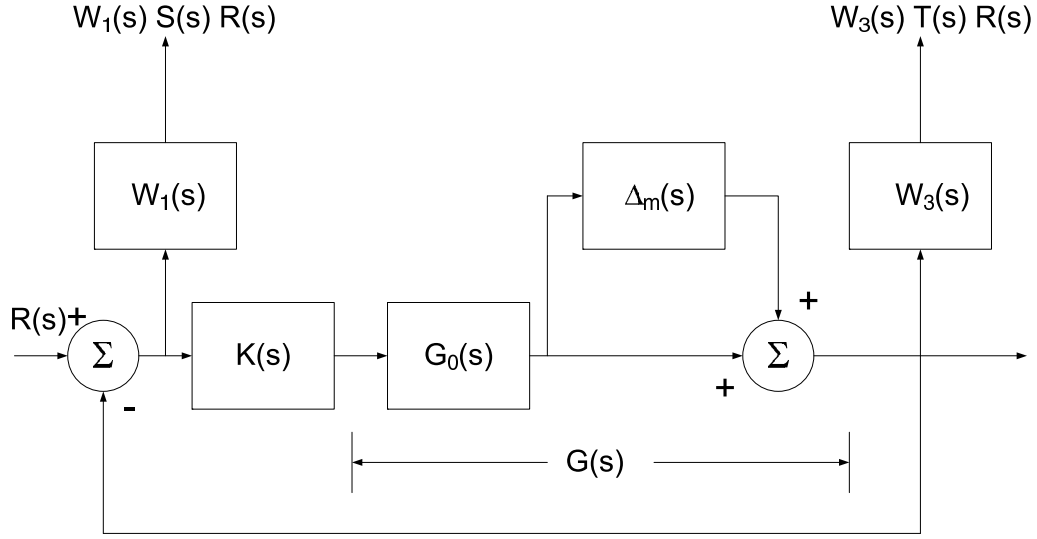 W₁(s) S(s) R(s)
W₃(s) T(s) R(s)
W₁(s)
Δₘ(s)
W₃(s)
R(s)
+
Σ
-
K(s)
G₀(s)
+
Σ
+
G(s)